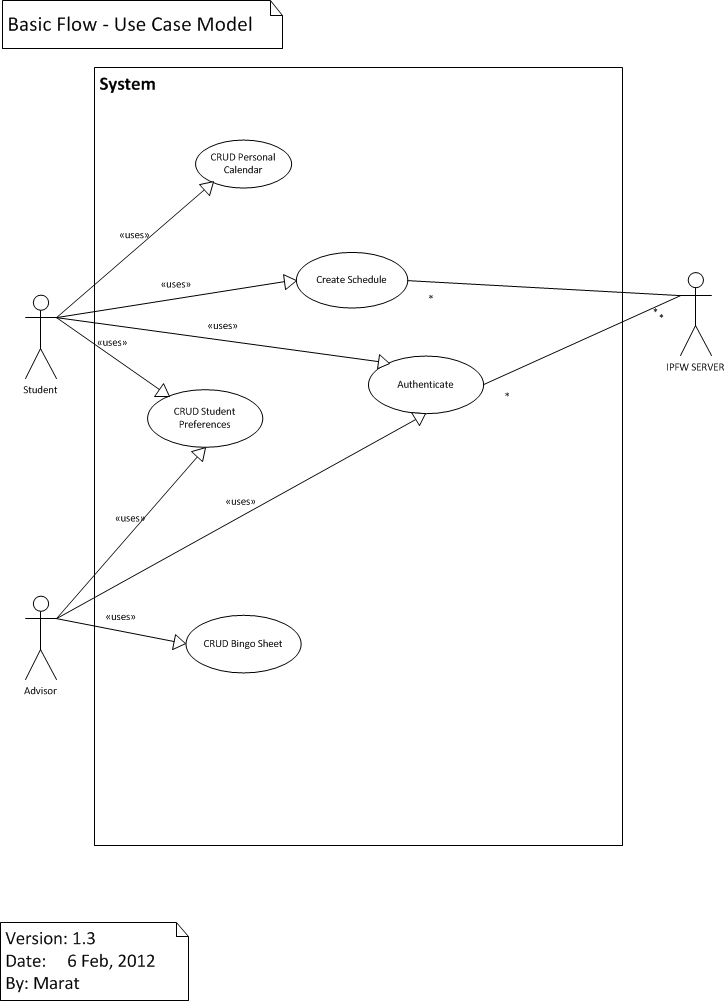 Basic Flow - Use Case Model
System
CRUD Personal
Calendar
«uses»
«uses»
Create Schedule
*
«uses»
*
*
«uses»
Student
IPFW SERVER
Authenticate
*
CRUD Student
Preferences
«uses»
«uses»
«uses»
CRUD Bingo Sheet
Advisor
Version: 1.3
Date: 6 Feb, 2012
By: Marat